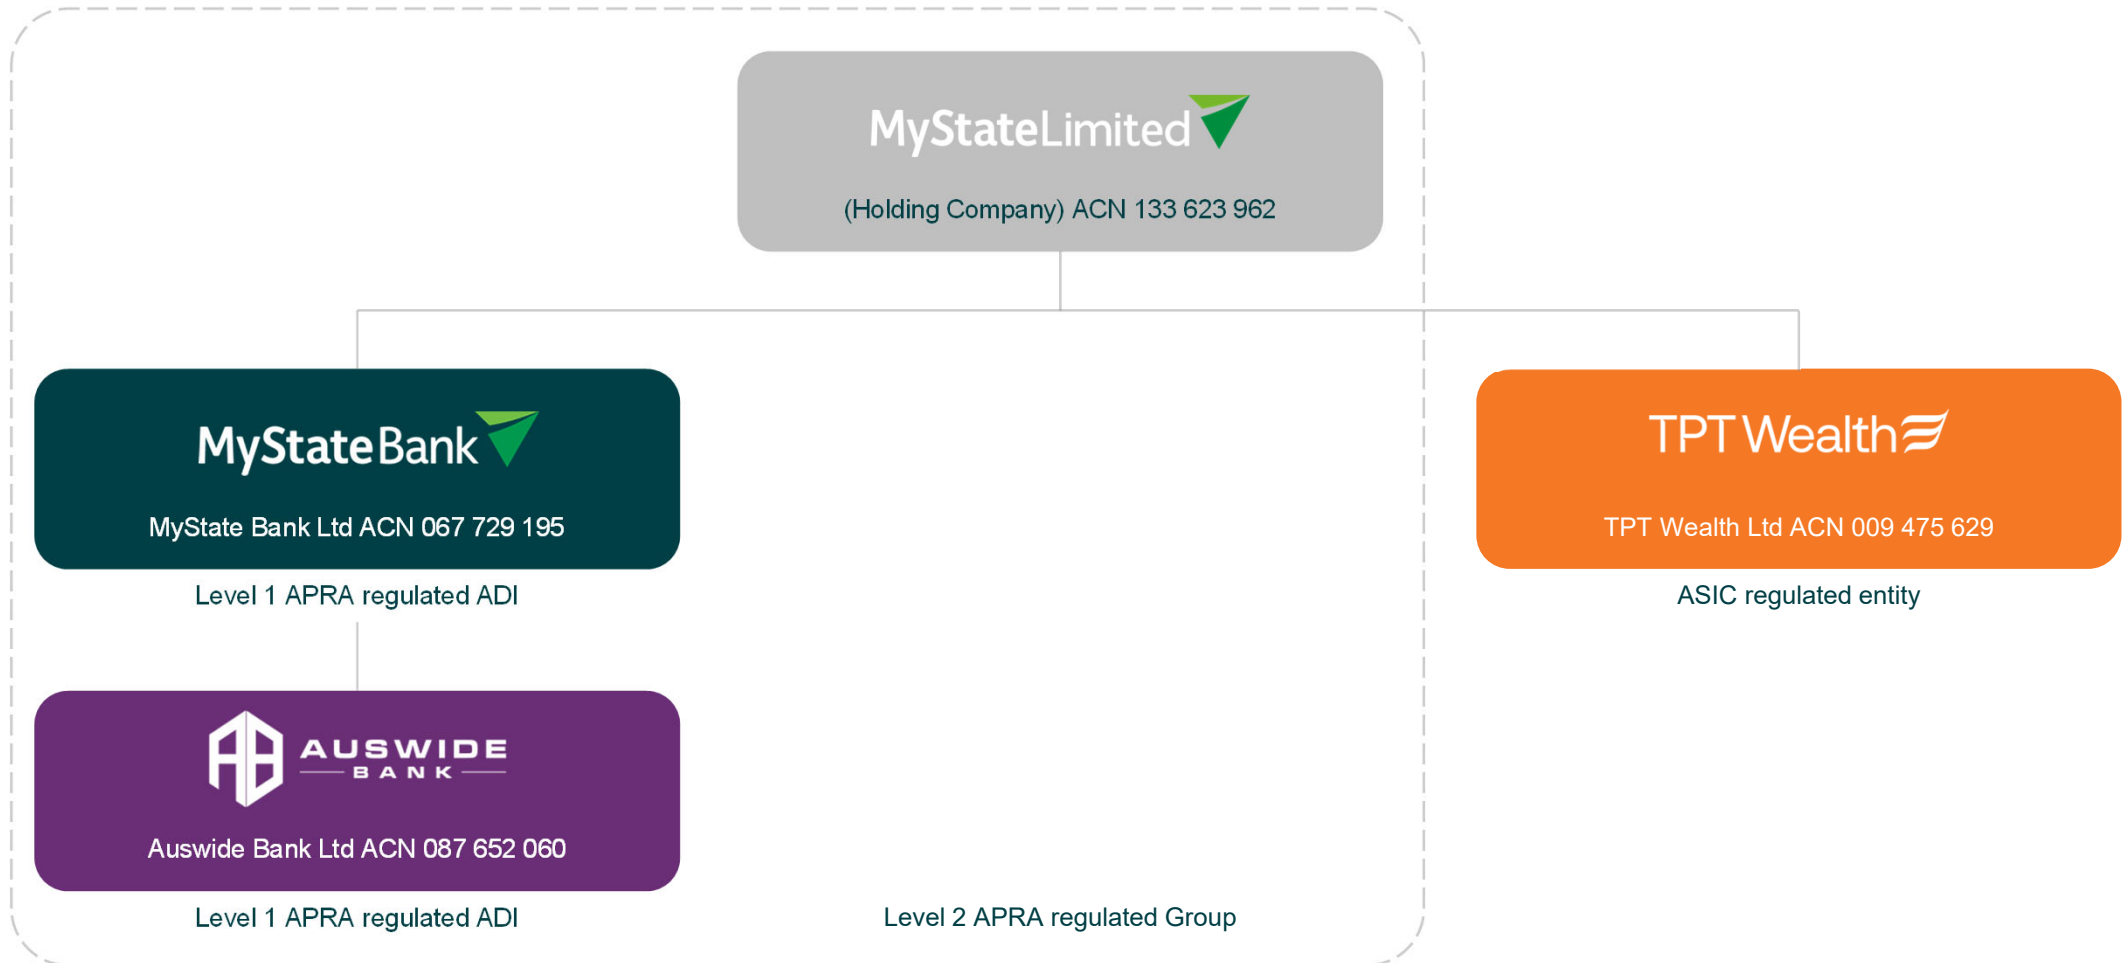 MyStateLimited
(Holding Company) ACN 133 623 962
MyStateBank
MyState Bank Ltd ACN 067 729 195
Level 1 APRA regulated ADI
TPT Wealth
TPT Wealth Ltd ACN 009 475 629
ASIC regulated entity
AUSWIDE
BANK
Auswide Bank Ltd ACN 087 652 060
Level 1 APRA regulated ADI
Level 2 APRA regulated Group